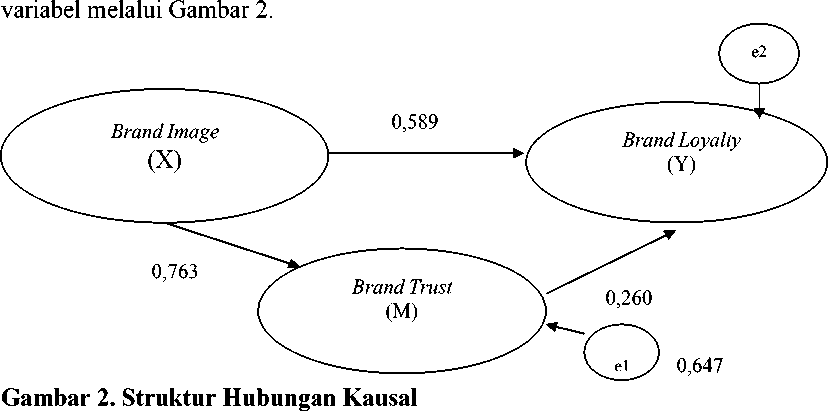 variabel melalui Gambar 2.
e2
0,589
Brand Image
(X)
Brand Loyalty
(Y)
0,763
Brand Trust
(M)
0,260
e1
0,647
Gambar 2. Struktur Hubungan Kausal